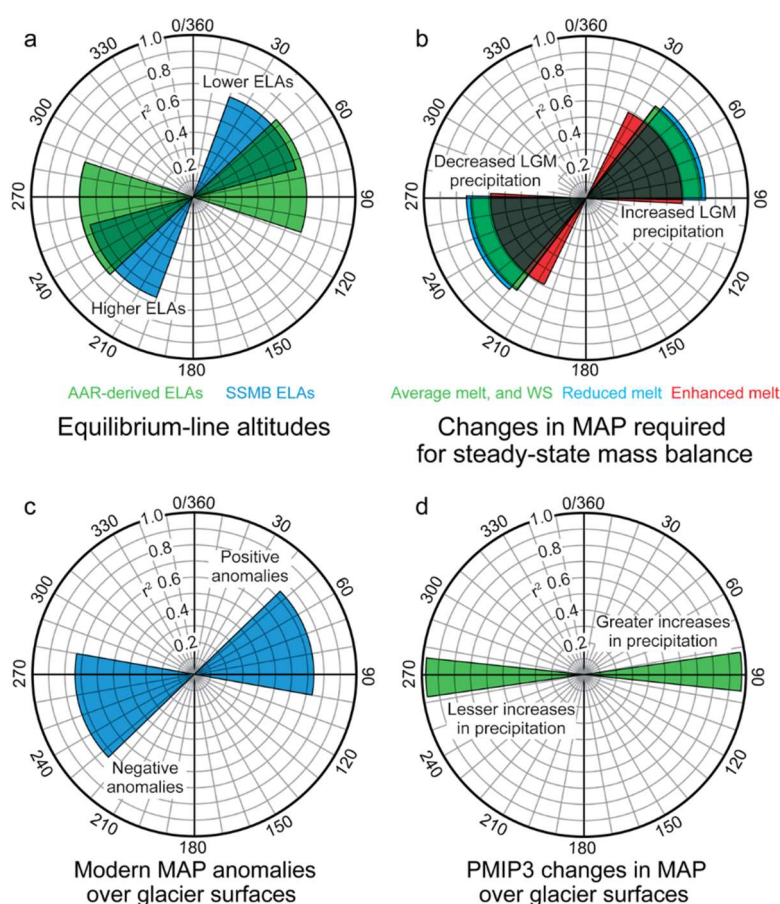 a
0/360
30
60
90
120
150
180
210
240
270
300
330
1.0
0.8
0.6
r² 0.4
0.2
Lower ELAs
Higher ELAs
AAR-derived ELAs SSMB ELAs
Equilibrium-line altitudes
b
0/360
30
60
90
120
150
180
210
240
270
300
330
1.0
0.8
0.6
r² 0.4
0.2
Decreased LGM
precipitation
Increased LGM
precipitation
Average melt, and WS Reduced melt Enhanced melt
Changes in MAP required
for steady-state mass balance
c
0/360
30
60
90
120
150
180
210
240
270
300
330
1.0
0.8
0.6
r² 0.4
0.2
Positive
anomalies
Negative
anomalies
Modern MAP anomalies
over glacier surfaces
d
0/360
30
60
90
120
150
180
210
240
270
300
330
1.0
0.8
0.6
r² 0.4
0.2
Greater increases
in precipitation
Lesser increases
in precipitation
PMIP3 changes in MAP
over glacier surfaces